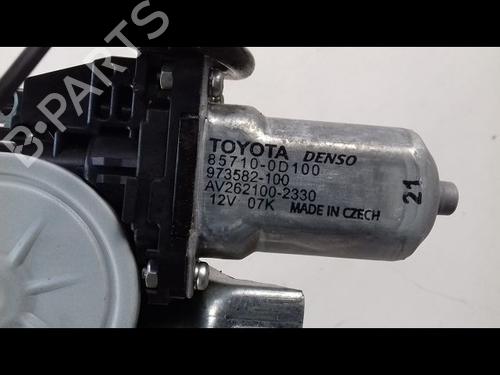 B-PARTS
TOYOTA DENSO
85710-0D100
973582-100
AV262100-2330
12V 07K MADE IN CZECH
21